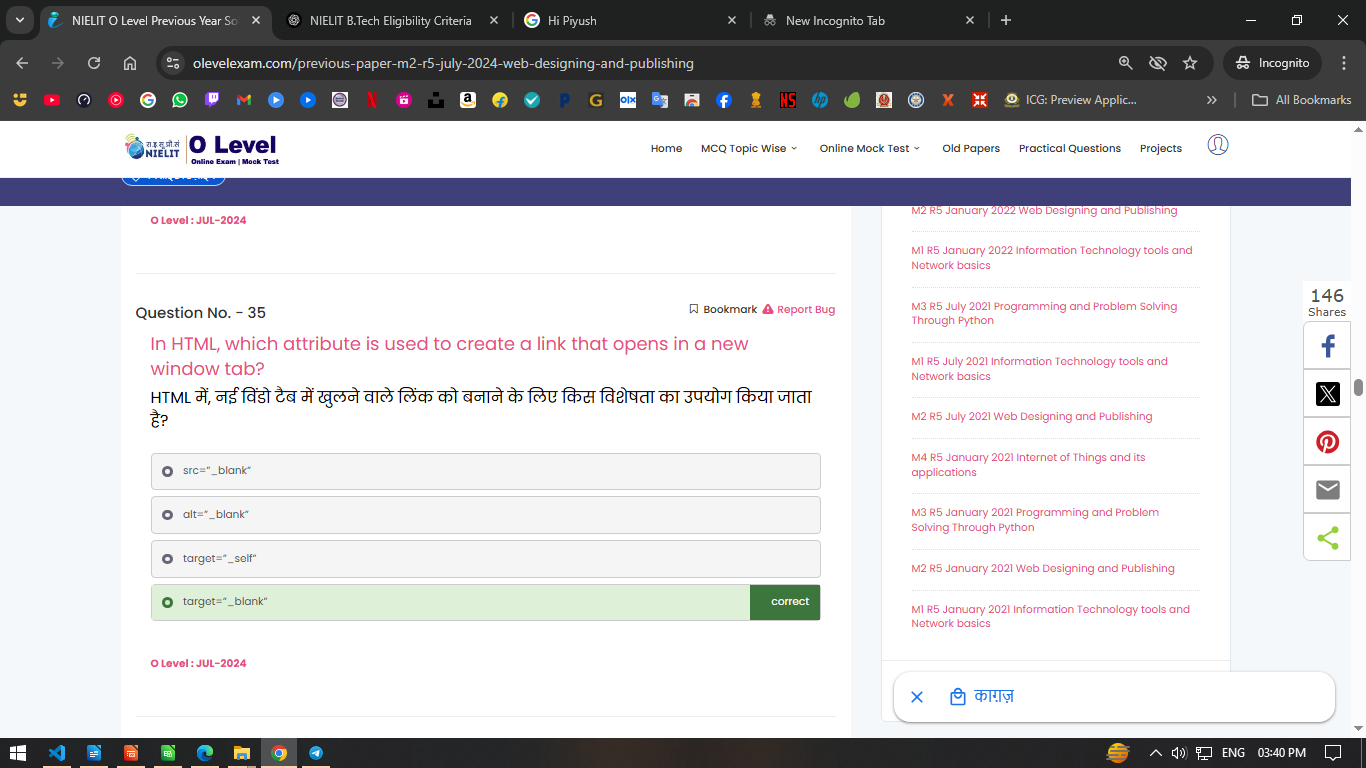 NIELIT O Level Previous Year So
NIELIT B.Tech Eligibility Criteria
Hi Piyush
New Incognito Tab
olevelexam.com/previous-paper-m2-r5-july-2024-web-designing-and-publishing
Incognito
ICG: Preview Applic...
All Bookmarks
रा.इ.सू.प्रौ.सं
NIELIT
O Level
Online Exam | Mock Test
Home
MCQ Topic Wise
Online Mock Test
Old Papers
Practical Questions
Projects
O Level : JUL-2024
Question No. - 35
Bookmark
Report Bug
In HTML, which attribute is used to create a link that opens in a new
window tab?
HTML में, नई विंडो टैब में खुलने वाले लिंक को बनाने के लिए किस विशेषता का उपयोग किया जाता
है?
src="_blank"
alt="_blank"
target="_self"
target="_blank"
correct
O Level : JUL-2024
M2 R5 January 2022 Web Designing and Publishing
M1 R5 January 2022 Information Technology tools and
Network basics
M3 R5 July 2021 Programming and Problem Solving
Through Python
M1 R5 July 2021 Information Technology tools and
Network basics
M2 R5 July 2021 Web Designing and Publishing
M4 R5 January 2021 Internet of Things and its
applications
M3 R5 January 2021 Programming and Problem
Solving Through Python
M2 R5 January 2021 Web Designing and Publishing
M1 R5 January 2021 Information Technology tools and
Network basics
146
Shares
काग़ज़
ENG
03:40 PM